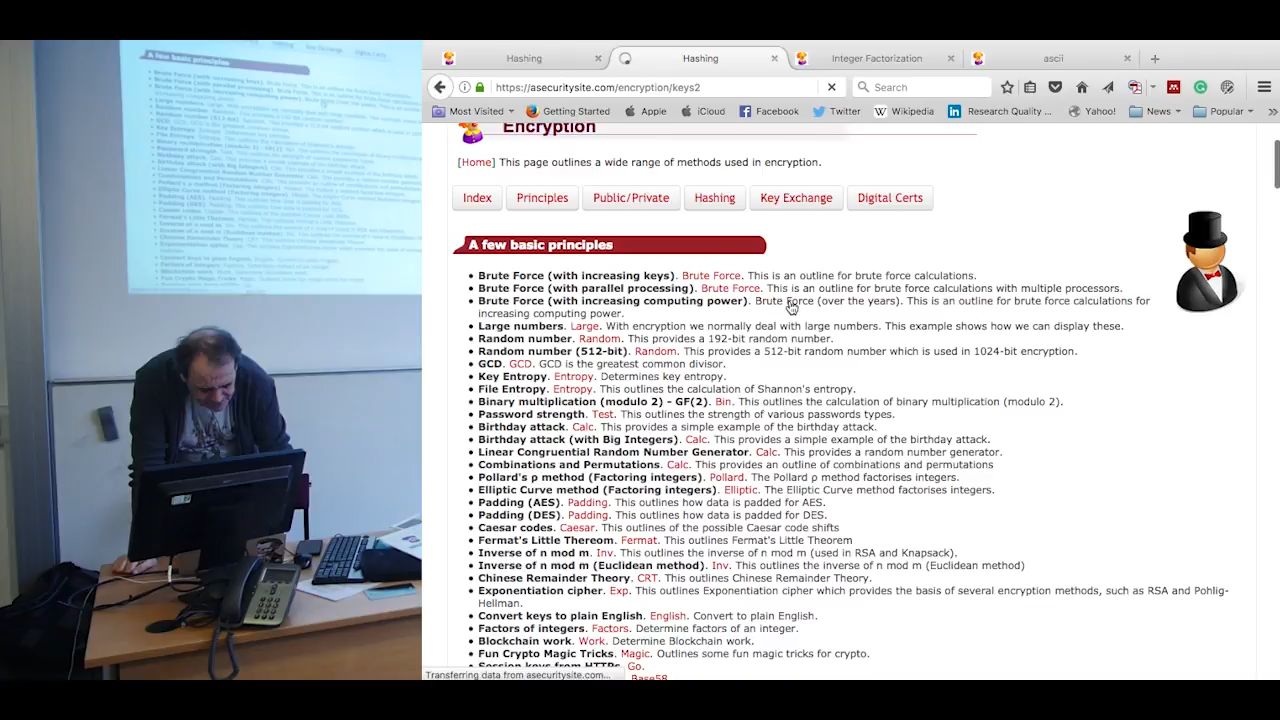 A few basic principles
Hashing
Hashing
Integer Factorization
ascii
https://asecuritysite.com/encryption/keys2
Search
Most Visited
Getting Started
Apple
iCloud
Facebook
Twitter
Wikipedia
Research Quality ...
Yahoo!
News
Popular
Encryption
[Home] This page outlines a wide range of methods used in encryption.
Index
Principles
Public/Private
Hashing
Key Exchange
Digital Certs
A few basic principles
Brute Force (with increasing keys). Brute Force. This is an outline for brute force calculations.
Brute Force (with parallel processing). Brute Force. This is an outline for brute force calculations with multiple processors.
Brute Force (with increasing computing power). Brute Force (over the years). This is an outline for brute force calculations for
increasing computing power.
Large numbers. Large. With encryption we normally deal with large numbers. This example shows how we can display these.
Random number. Random. This provides a 192-bit random number.
Random number (512-bit). Random. This provides a 512-bit random number which is used in 1024-bit encryption.
GCD. GCD. GCD is the greatest common divisor.
Key Entropy. Entropy. Determines key entropy.
File Entropy. Entropy. This outlines the calculation of Shannon's entropy.
Binary multiplication (modulo 2) - GF(2). Bin. This outlines the calculation of binary multiplication (modulo 2).
Password strength. Test. This outlines the strength of various passwords types.
Birthday attack. Calc. This provides a simple example of the birthday attack.
Birthday attack (with Big Integers). Calc. This provides a simple example of the birthday attack.
Linear Congruential Random Number Generator. Calc. This provides a random number generator.
Combinations and Permutations. Calc. This provides an outline of combinations and permutations
Pollard's p method (Factoring integers). Pollard. The Pollard ρ method factorises integers.
Elliptic Curve method (Factoring integers). Elliptic. The Elliptic Curve method factorises integers.
Padding (AES). Padding. This outlines how data is padded for AES.
Padding (DES). Padding. This outlines how data is padded for DES.
Caesar codes. Caesar. This outlines of the possible Caesar code shifts
Fermat's Little Thereom. Fermat. This outlines Fermat's Little Theorem
Inverse of n mod m. Inv. This outlines the inverse of n mod m (used in RSA and Knapsack).
Inverse of n mod m (Euclidean method). Inv. This outlines the inverse of n mod m (Euclidean method)
Chinese Remainder Theory. CRT. This outlines Chinese Remainder Theory.
Exponentiation cipher. Exp. This outlines Exponentiation cipher which provides the basis of several encryption methods, such as RSA and Pohlig-
Hellman.
Convert keys to plain English. English. Convert to plain English.
Factors of integers. Factors. Determine factors of an integer.
Blockchain work. Work. Determine Blockchain work.
Fun Crypto Magic Tricks. Magic. Outlines some fun magic tricks for crypto.
Session keys from HTTPs. Go.
Base58
Transferring data from asecuritysite.com...